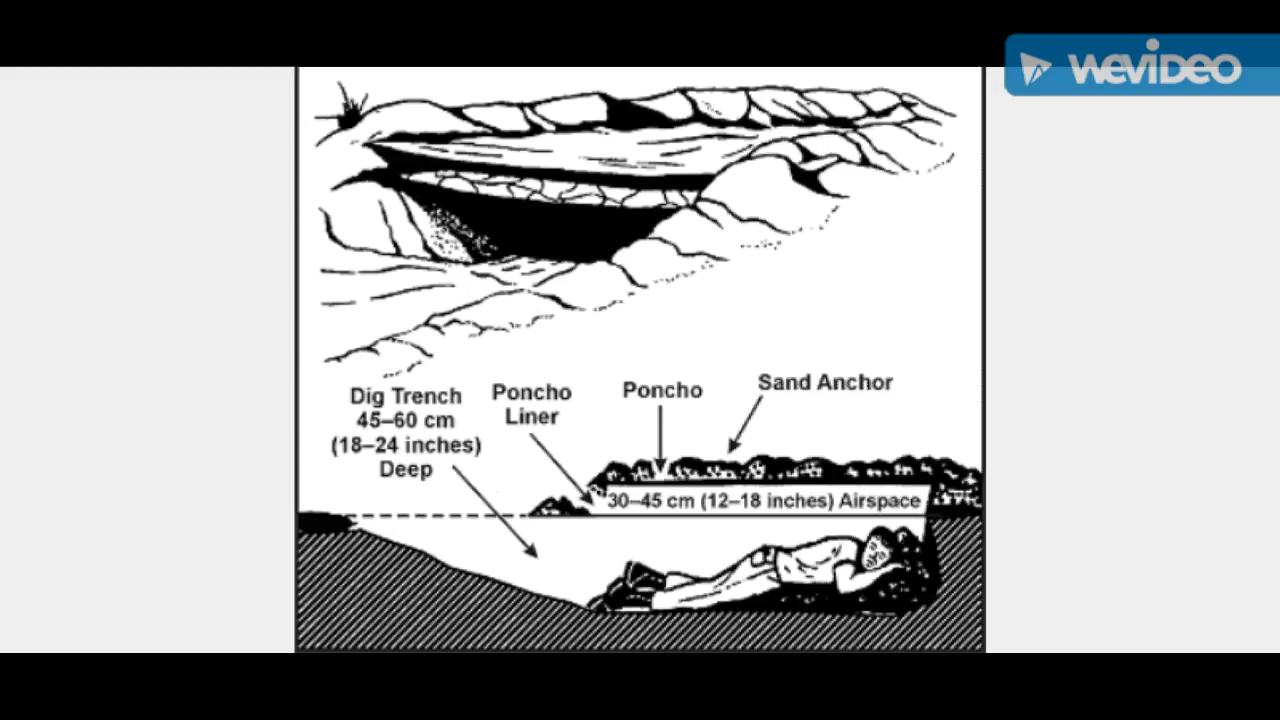 WEVIDEO
Dig Trench
45–60 cm
(18–24 inches)
Deep
Poncho
Liner
Poncho
Sand Anchor
30–45 cm (12–18 inches) Airspace